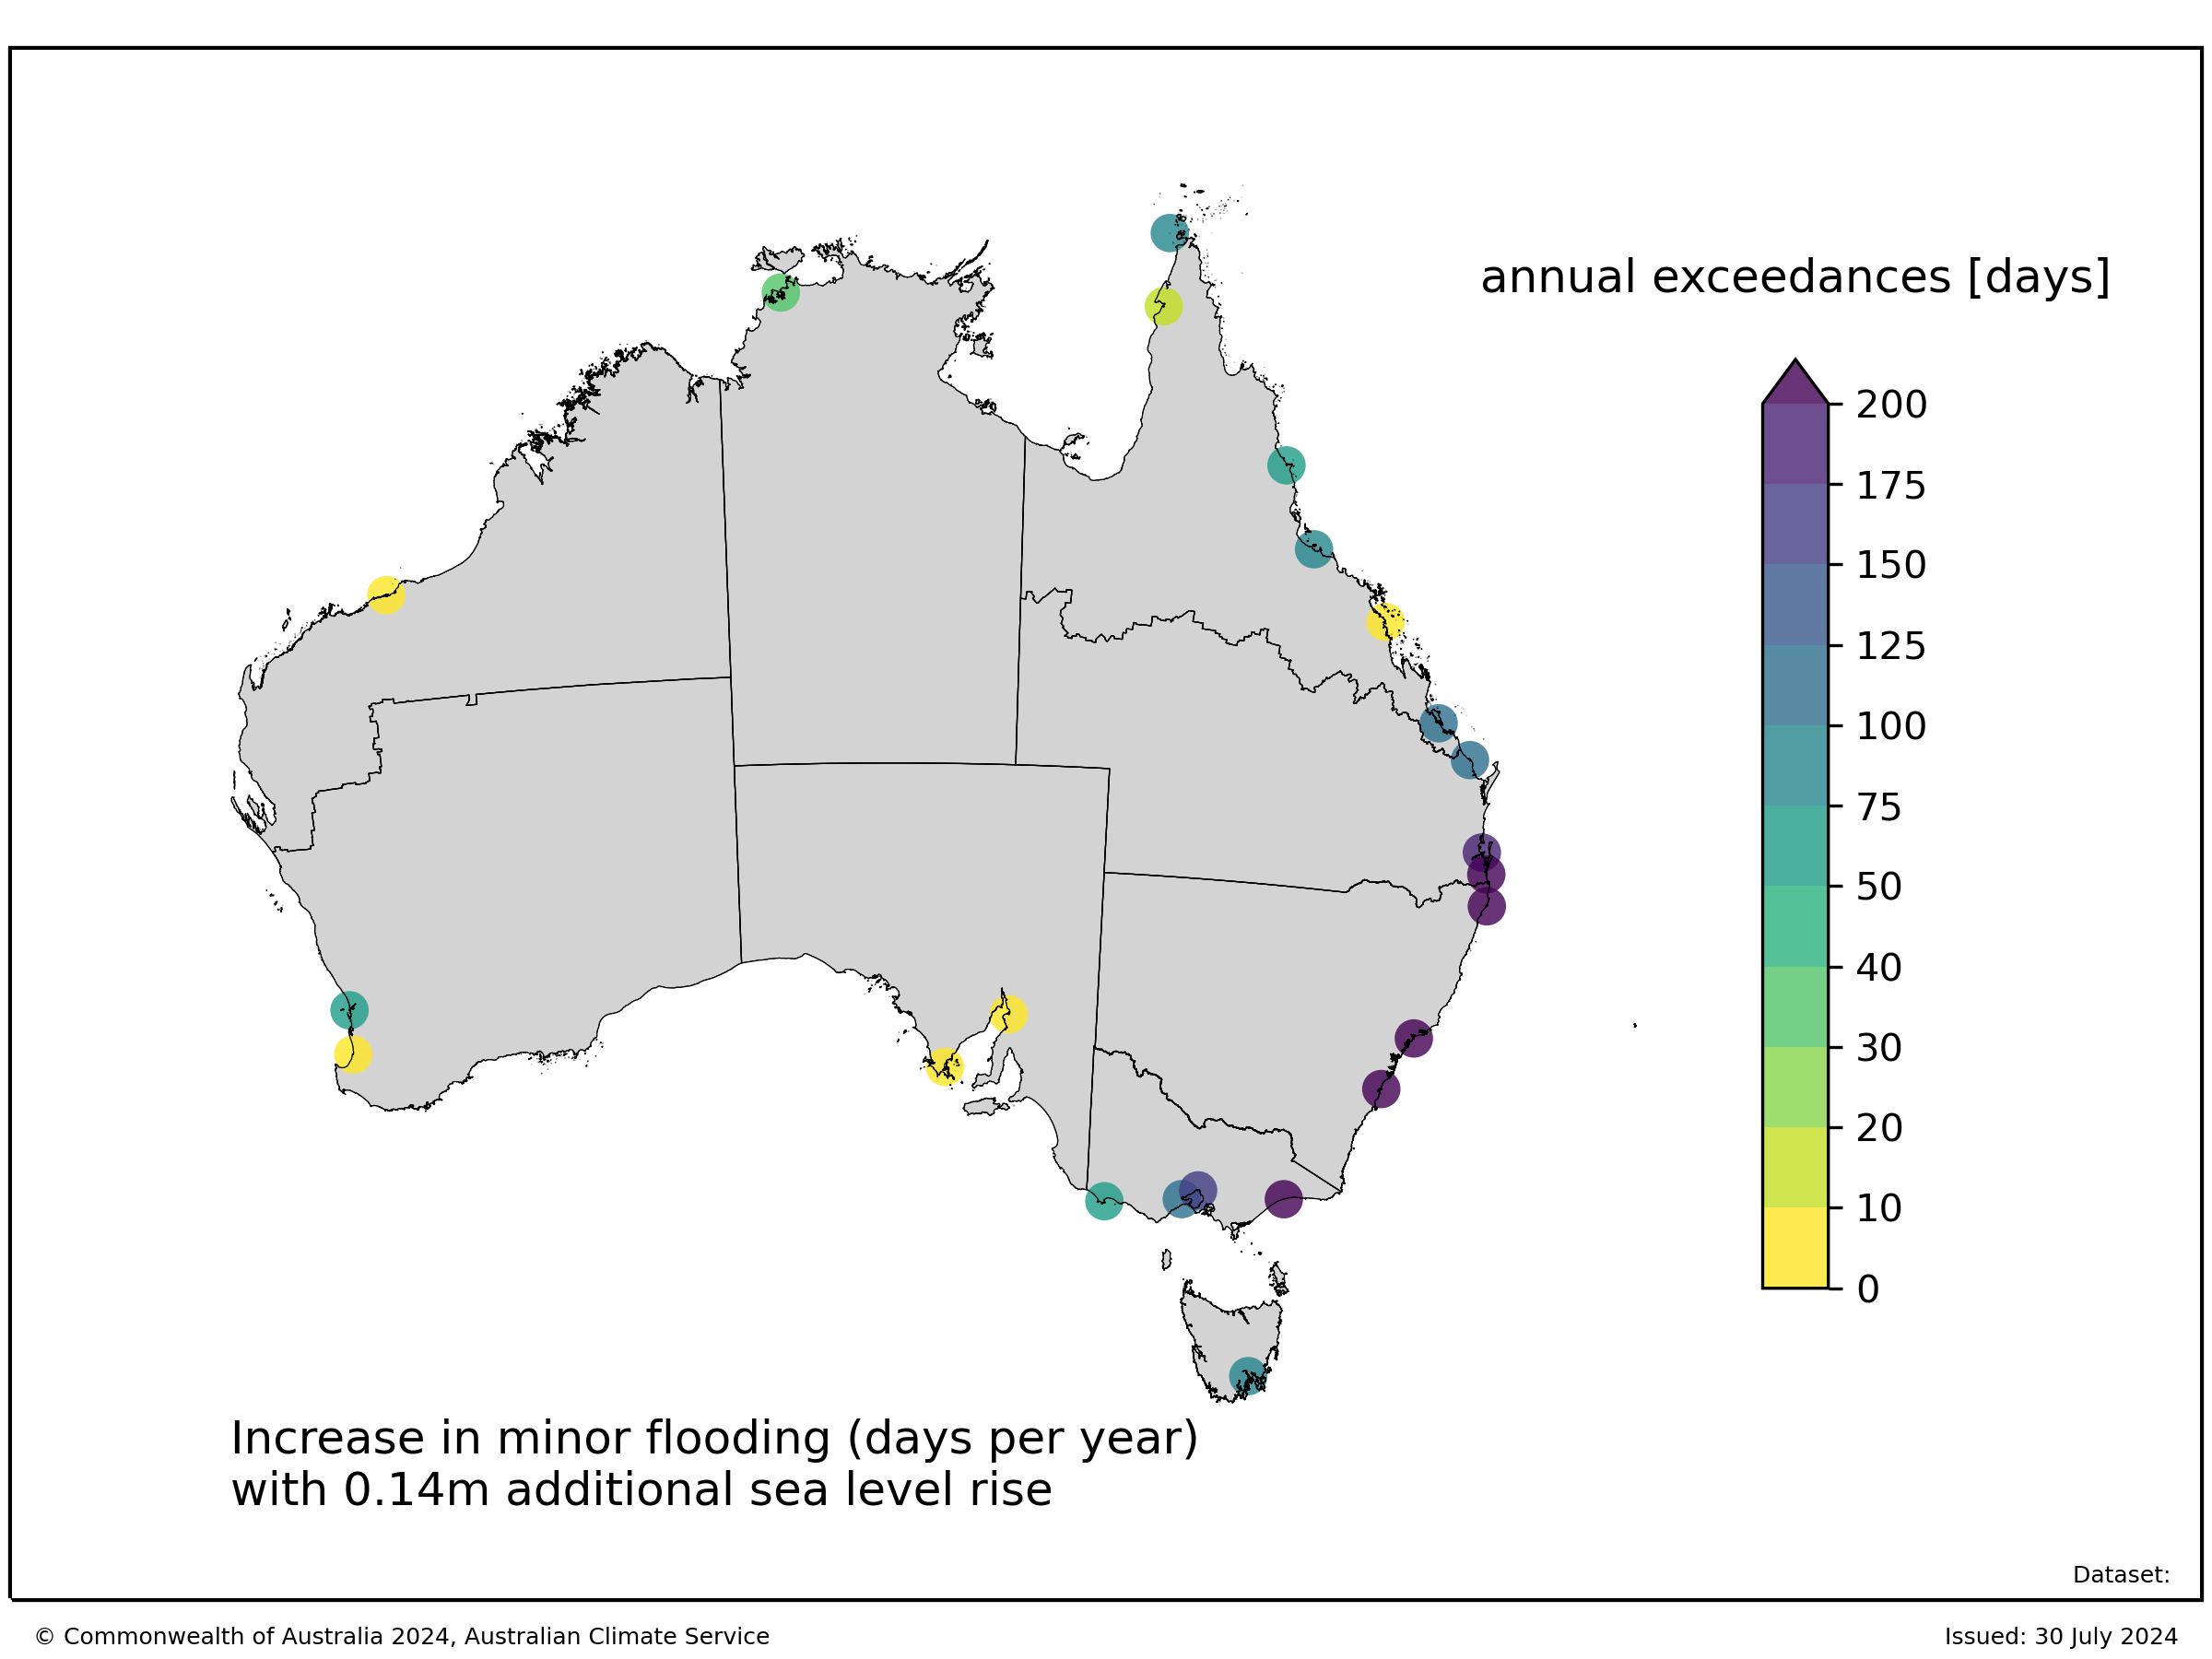 annual exceedances [days]
200
175
150
125
100
75
50
40
30
20
10
0
Increase in minor flooding (days per year)
with 0.14m additional sea level rise
Dataset:
© Commonwealth of Australia 2024, Australian Climate Service
Issued: 30 July 2024